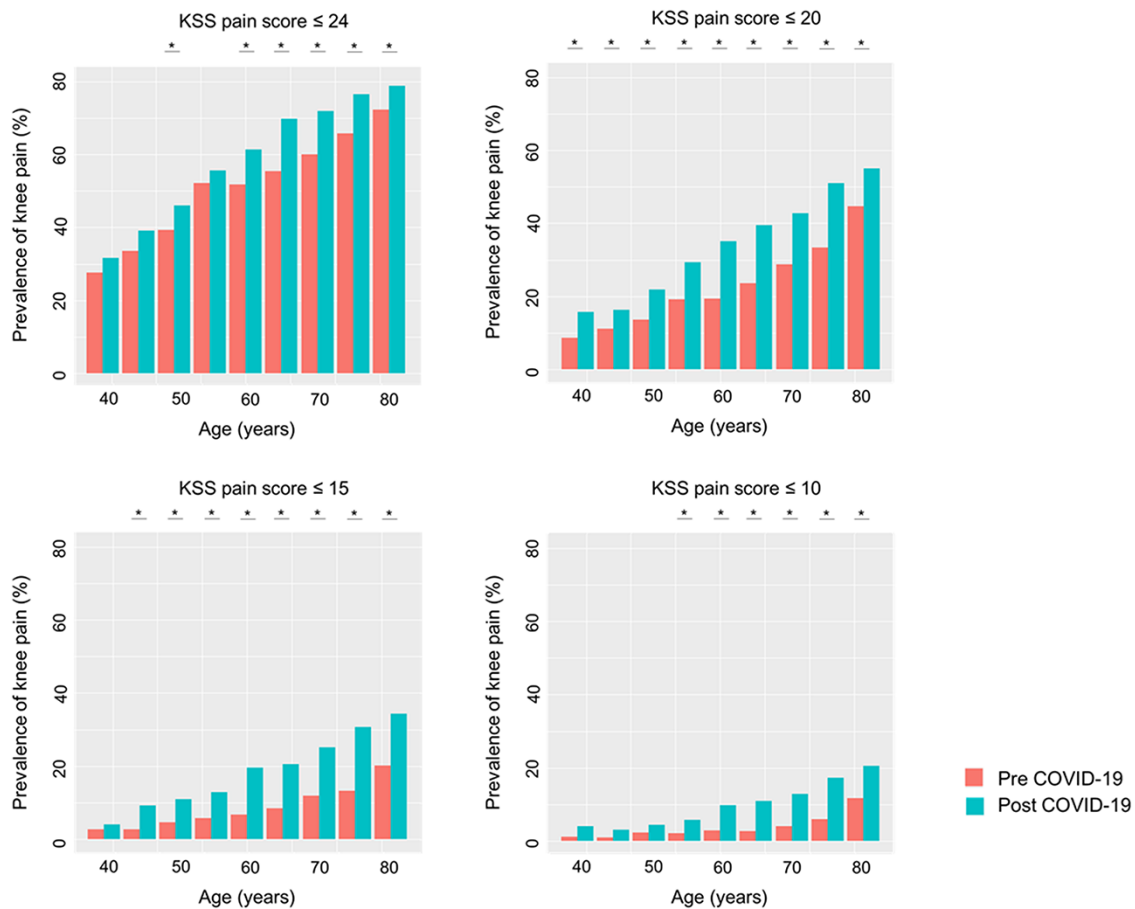 KSS pain score ≤ 24
* * * * * *
Prevalence of knee pain (%)
80
60
40
20
0
40 50 60 70 80
Age (years)
KSS pain score ≤ 20
* * * * * * * * *
Prevalence of knee pain (%)
80
60
40
20
0
40 50 60 70 80
Age (years)
KSS pain score ≤ 15
* * * * * * * *
Prevalence of knee pain (%)
80
60
40
20
0
40 50 60 70 80
Age (years)
KSS pain score ≤ 10
* * * * * *
Prevalence of knee pain (%)
80
60
40
20
0
40 50 60 70 80
Age (years)
Pre COVID-19
Post COVID-19